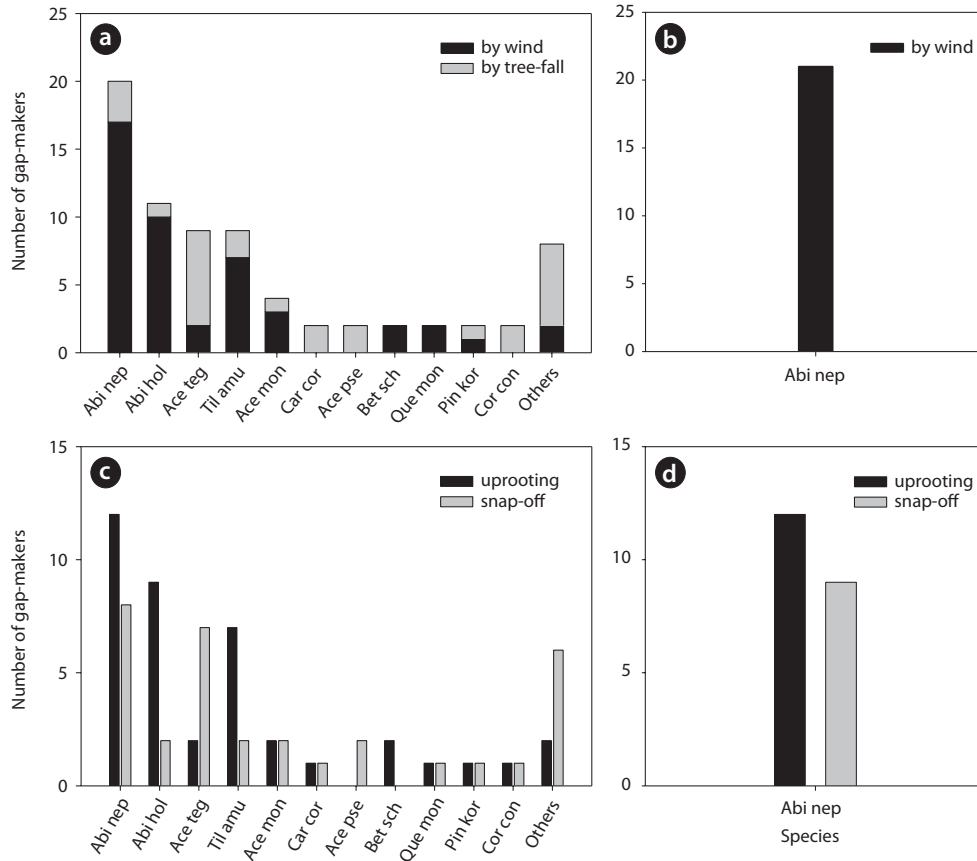 a
by wind
by tree-fall
Number of gap-makers
25
20
15
10
5
0
Abi nep
Abi hol
Ace teg
Til amu
Ace mon
Car cor
Ace pse
Bet sch
Que mon
Pin kor
Cor con
Others
b
by wind
25
20
15
10
5
0
Abi nep
c
uprooting
snap-off
Number of gap-makers
15
10
5
0
Abi nep
Abi hol
Ace teg
Til amu
Ace mon
Car cor
Ace pse
Bet sch
Que mon
Pin kor
Cor con
Others
d
uprooting
snap-off
15
10
5
0
Abi nep
Species